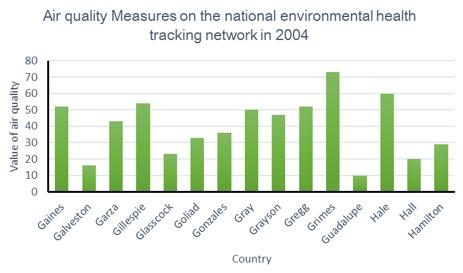 Air quality Measures on the national environmental health
tracking network in 2004
Value of air quality
80
70
60
50
40
30
20
10
0
Gaines
Galveston
Garza
Gillespie
Glasscock
Goliad
Gonzales
Gray
Grayson
Gregg
Grimes
Guadalupe
Hale
Hall
Hamilton
Country